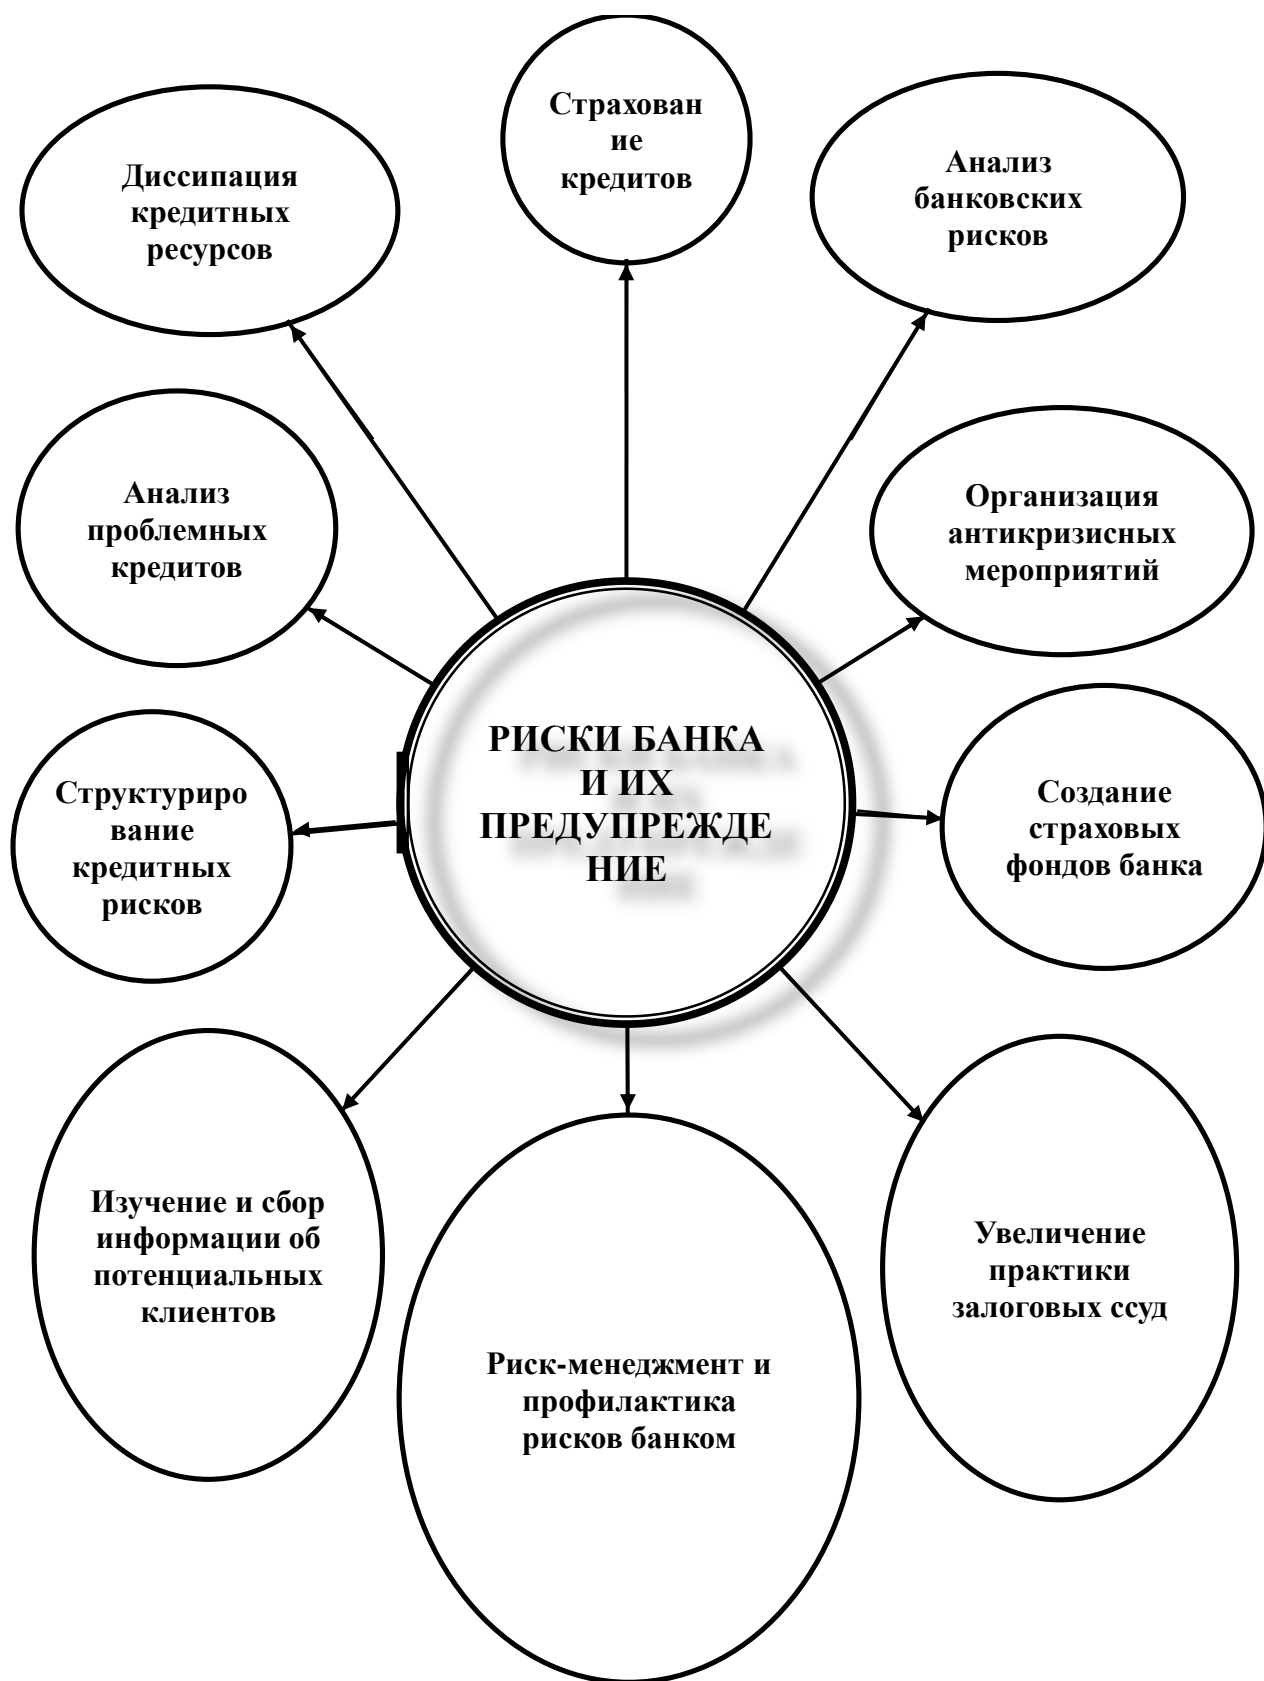 Страхован
ие
кредитов
Диссипация
кредитных
ресурсов
Анализ
банковских
рисков
Анализ
проблемных
кредитов
Организация
антикризисных
мероприятий
РИСКИ БАНКА
И ИХ
ПРЕДУПРЕЖДЕ
НИЕ
Структуриро
вание
кредитных
рисков
Создание
страховых
фондов банка
Изучение и сбор
информации об
потенциальных
клиентов
Увеличение
практики
залоговых ссуд
Риск-менеджмент и
профилактика
рисков банком